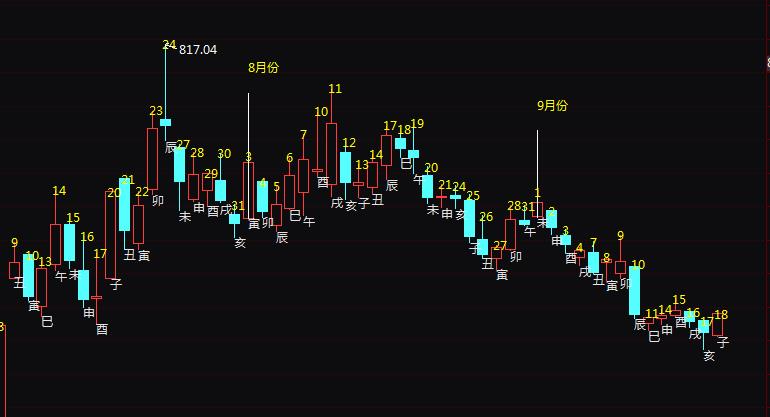 9
丑
10
寅
13
巳
14
午
15
未
16
申
17
酉
20
子
21
丑
22
寅
23
卯
24
817.04
辰
27
未
28
申
29
酉
30
戌
31
亥
8月份
3
寅
4
卯
5
辰
6
巳
7
午
10
酉
11
戌
12
亥
13
子
14
丑
17
辰
18
巳
19
午
20
未
21
申
24
亥
25
子
26
丑
27
寅
28
卯
31
午
9月份
1
未
2
申
3
酉
4
戌
7
丑
8
寅
9
卯
10
辰
11
巳
14
申
15
酉
16
戌
17
亥
18
子